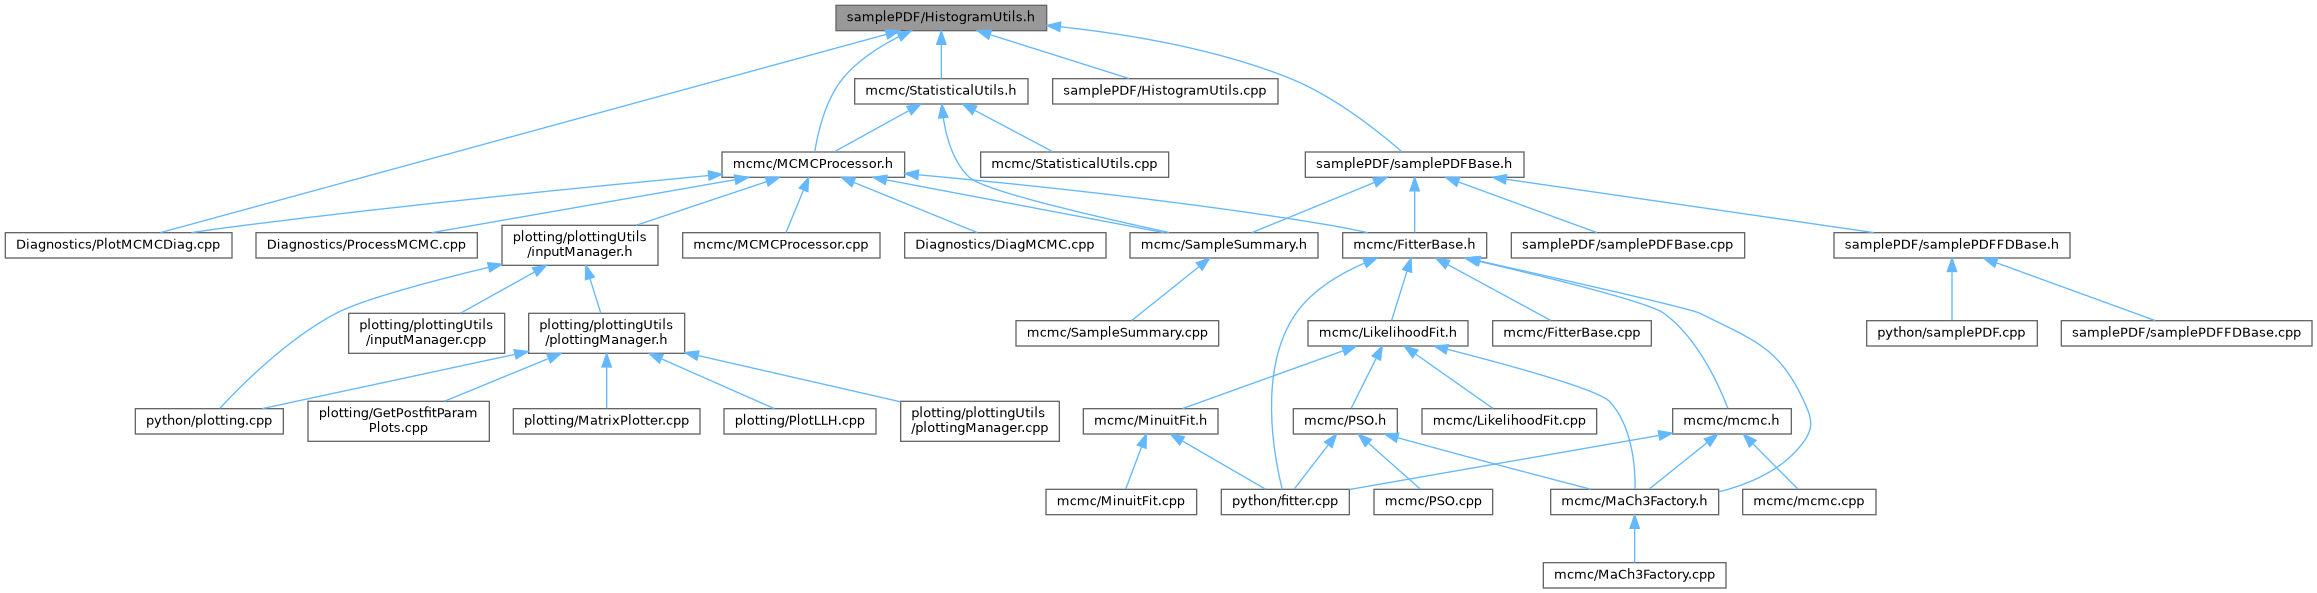 samplePDF/HistogramUtils.h
mcmc/StatisticalUtils.h
samplePDF/HistogramUtils.cpp
mcmc/MCMCProcessor.h
mcmc/StatisticalUtils.cpp
samplePDF/samplePDFBase.h
Diagnostics/PlotMCMCDiag.cpp
Diagnostics/ProcessMCMC.cpp
plotting/plottingUtils
/inputManager.h
mcmc/MCMCProcessor.cpp
Diagnostics/DiagMCMC.cpp
mcmc/SampleSummary.h
mcmc/FitterBase.h
samplePDF/samplePDFBase.cpp
samplePDF/samplePDFFDBase.h
plotting/plottingUtils
/inputManager.cpp
plotting/plottingUtils
/plottingManager.h
mcmc/SampleSummary.cpp
mcmc/LikelihoodFit.h
mcmc/FitterBase.cpp
python/samplePDF.cpp
samplePDF/samplePDFFDBase.cpp
python/plotting.cpp
plotting/GetPostfitParam
Plots.cpp
plotting/MatrixPlotter.cpp
plotting/PlotLLH.cpp
plotting/plottingUtils
/plottingManager.cpp
mcmc/MinuitFit.h
mcmc/PSO.h
mcmc/LikelihoodFit.cpp
mcmc/mcmc.h
mcmc/MinuitFit.cpp
python/fitter.cpp
mcmc/PSO.cpp
mcmc/MaCh3Factory.h
mcmc/mcmc.cpp
mcmc/MaCh3Factory.cpp